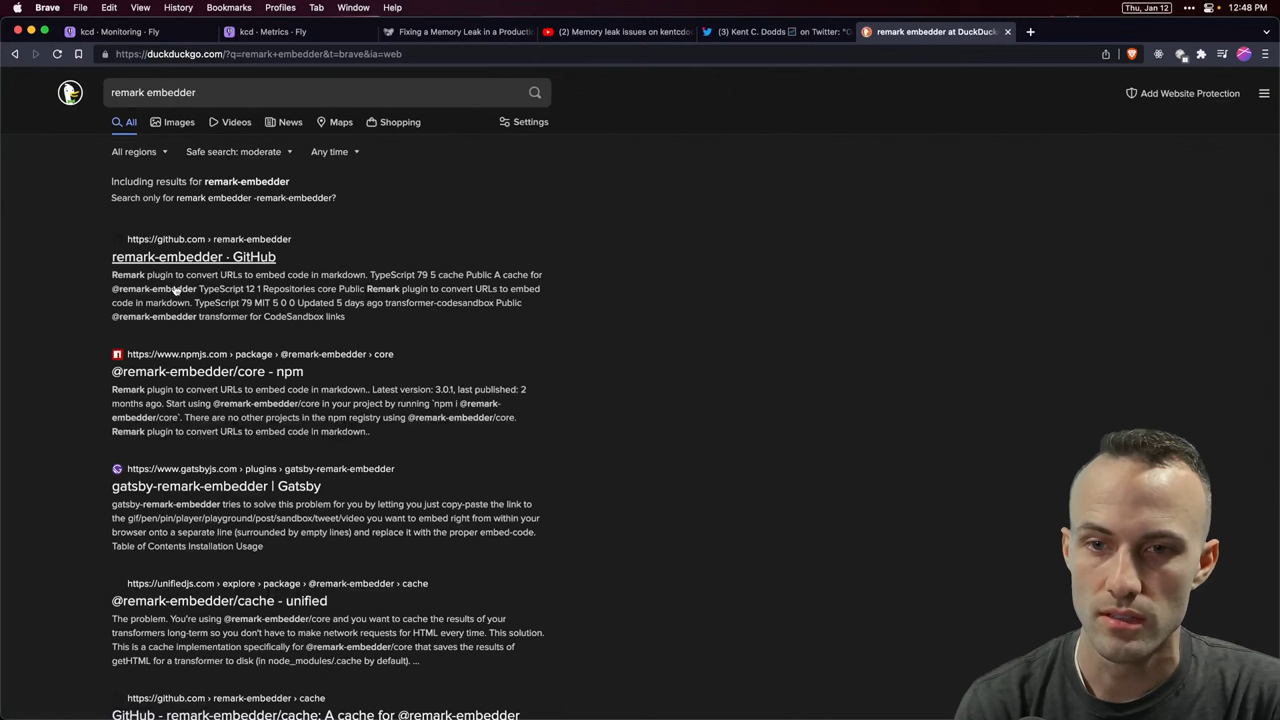 Brave File Edit View History Bookmarks Profiles Tab Window Help Thu, Jan 12 12:48 PM
kcd · Monitoring · Fly
kcd - Metrics · Fly
Fixing a Memory Leak in a Producti
(2) Memory leak issues on kentcdo
(3) Kent C. Dodds on Twitter: "O
remark embedder at DuckDuck
https://duckduckgo.com/?q=remark+embedder&t=brave&ia=web
remark embedder
Add Website Protection
All Images Videos News Maps Shopping Settings
All regions Safe search: moderate Any time
Including results for remark-embedder
Search only for remark embedder -remark-embedder?
https://github.com › remark-embedder
remark-embedder · GitHub
Remark plugin to convert URLs to embed code in markdown. TypeScript 79 5 cache Public A cache for
@remark-embedder TypeScript 12 1 Repositories core Public Remark plugin to convert URLs to embed
code in markdown. TypeScript 79 MIT 5 0 0 Updated 5 days ago transformer-codesandbox Public
@remark-embedder transformer for CodeSandbox links
https://www.npmjs.com › package › @remark-embedder › core
@remark-embedder/core - npm
Remark plugin to convert URLs to embed code in markdown.. Latest version: 3.0.1, last published: 2
months ago. Start using @remark-embedder/core in your project by running `npm i @remark-
embedder/core`. There are no other projects in the npm registry using @remark-embedder/core.
Remark plugin to convert URLs to embed code in markdown..
https://www.gatsbyjs.com › plugins › gatsby-remark-embedder
gatsby-remark-embedder | Gatsby
gatsby-remark-embedder tries to solve this problem for you by letting you just copy-paste the link to
the gif/pen/pin/player/playground/post/sandbox/tweet/video you want to embed right from within your
browser onto a separate line (surrounded by empty lines) and replace it with the proper embed-code.
Table of Contents Installation Usage
https://unifiedjs.com › explore › package › @remark-embedder › cache
@remark-embedder/cache - unified
The problem. You're using @remark-embedder/core and you want to cache the results of your
transformers long-term so you don't have to make network requests for HTML every time. This solution.
This is a cache implementation specifically for @remark-embedder/core that saves the results of
getHTML for a transformer to disk (in node_modules/.cache by default). ...
https://github.com › remark-embedder › cache
GitHub - remark-embedder/cache: A cache for @remark-embedder